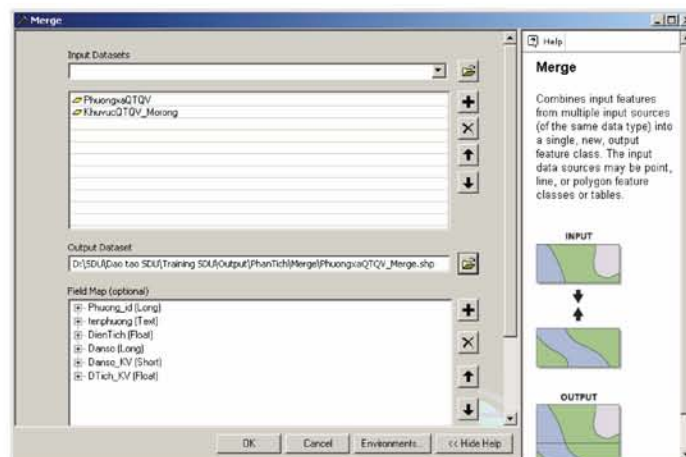 Merge
Input Datasets
PhuongxaQTQV
KhuvucQTQV_Morong
Output Dataset
D:\SDU\Dao tao SDU\Training SDU\Output\PhanTich\Merge\PhuongxaQTQV_Merge.shp
Field Map (optional)
Phuong_id (Long)
tenphuong (Text)
DienTich (Float)
Danso (Long)
Danso_KV (Short)
DTich_KV (Float)
OK
Cancel
Environments...
<< Hide Help
Help
Merge
Combines input features
from multiple input sources
(of the same data type) into
a single, new, output
feature class. The input
data sources may be point,
line, or polygon feature
classes or tables.
INPUT
OUTPUT